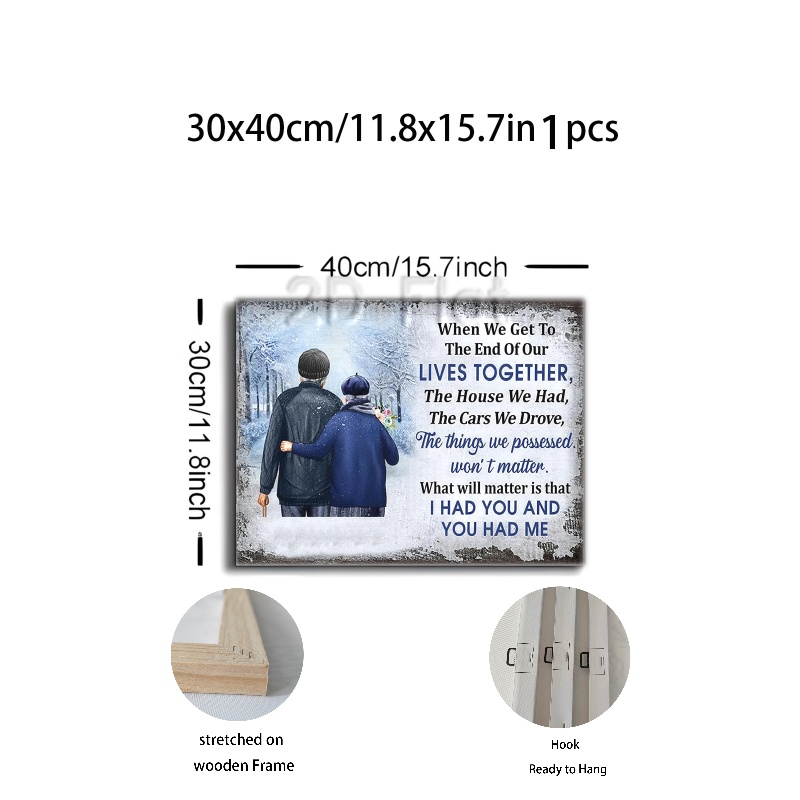 30x40cm/11.8x15.7in 1 pcs
40cm/15.7inch
2D Flat
30cm/11.8inch
When We Get To
The End Of Our
LIVES TOGETHER,
The House We Had,
The Cars We Drove,
The things we possessed,
won't matter.
What will matter is that
I HAD YOU AND
YOU HAD ME
stretched on
wooden Frame
Hook
Ready to Hang